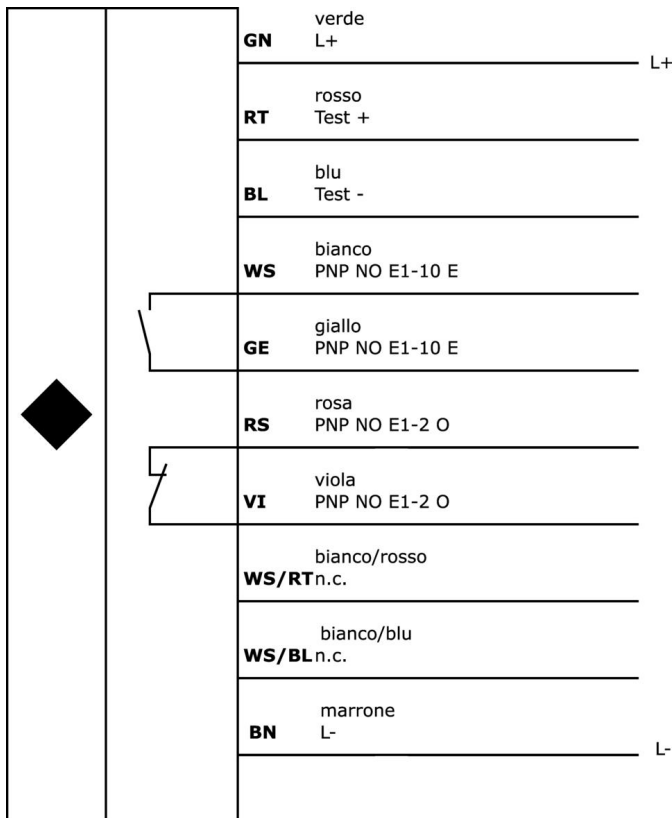 verde
GN L+
L+
rosso
RT Test +
blu
BL Test -
bianco
WS PNP NO E1-10 E
giallo
GE PNP NO E1-10 E
rosa
RS PNP NO E1-2 O
viola
VI PNP NO E1-2 O
bianco/rosso
WS/RT n.c.
bianco/blu
WS/BL n.c.
marrone
BN L-
L-